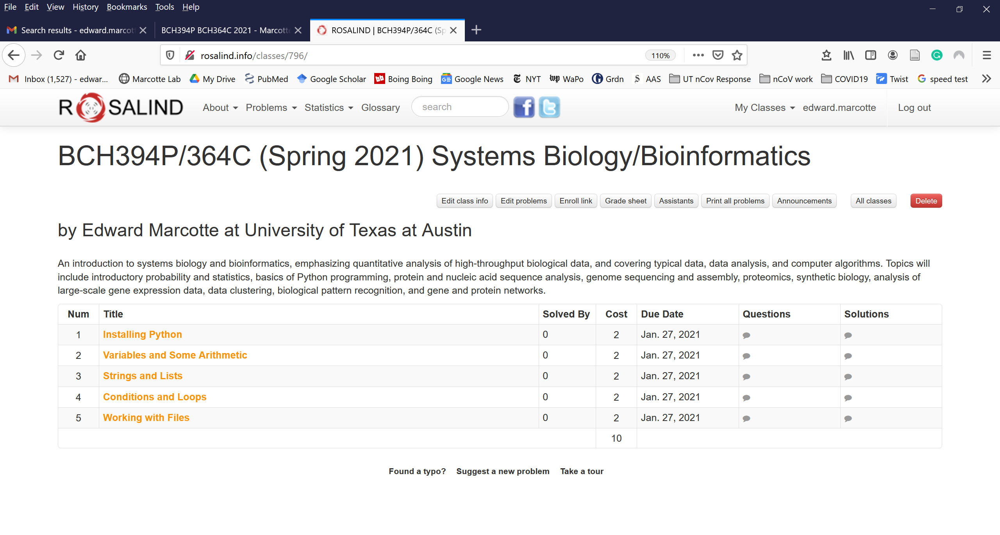 File Edit View History Bookmarks Tools Help
Search results - edward.marcot BCH394P BCH364C 2021 - Marcotte ROSALIND | BCH394P/364C (Sp
rosalind.info/classes/796/ 110%
Inbox (1,527) - edwar... Marcotte Lab My Drive PubMed Google Scholar Boing Boing Google News NYT WaPo Grdn AAS UT nCov Response nCoV work COVID19 Twist speed test
ROSALIND About Problems Statistics Glossary search My Classes edward.marcotte Log out
BCH394P/364C (Spring 2021) Systems Biology/Bioinformatics
Edit class info Edit problems Enroll link Grade sheet Assistants Print all problems Announcements All classes Delete
by Edward Marcotte at University of Texas at Austin
An introduction to systems biology and bioinformatics, emphasizing quantitative analysis of high-throughput biological data, and covering typical data, data analysis, and computer algorithms. Topics will
include introductory probability and statistics, basics of Python programming, protein and nucleic acid sequence analysis, genome sequencing and assembly, proteomics, synthetic biology, analysis of
large-scale gene expression data, data clustering, biological pattern recognition, and gene and protein networks.
Num Title Solved By Cost Due Date Questions Solutions
1 Installing Python 0 2 Jan. 27, 2021
2 Variables and Some Arithmetic 0 2 Jan. 27, 2021
3 Strings and Lists 0 2 Jan. 27, 2021
4 Conditions and Loops 0 2 Jan. 27, 2021
5 Working with Files 0 2 Jan. 27, 2021
10
Found a typo? Suggest a new problem Take a tour